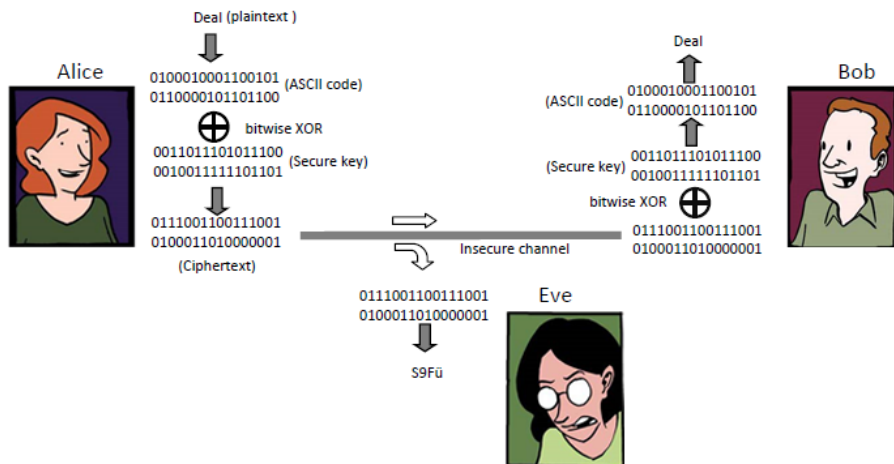 Deal (plaintext )
Alice
0100010001100101
0110000101101100
(ASCII code)
bitwise XOR
0011011101011100
0010011111101101
(Secure key)
0111001100111001
0100011010000001
(Ciphertext)
Insecure channel
0111001100111001
0100011010000001
S9Fü
Eve
Deal
Bob
0100010001100101
0110000101101100
(ASCII code)
0011011101011100
0010011111101101
(Secure key)
bitwise XOR
0111001100111001
0100011010000001